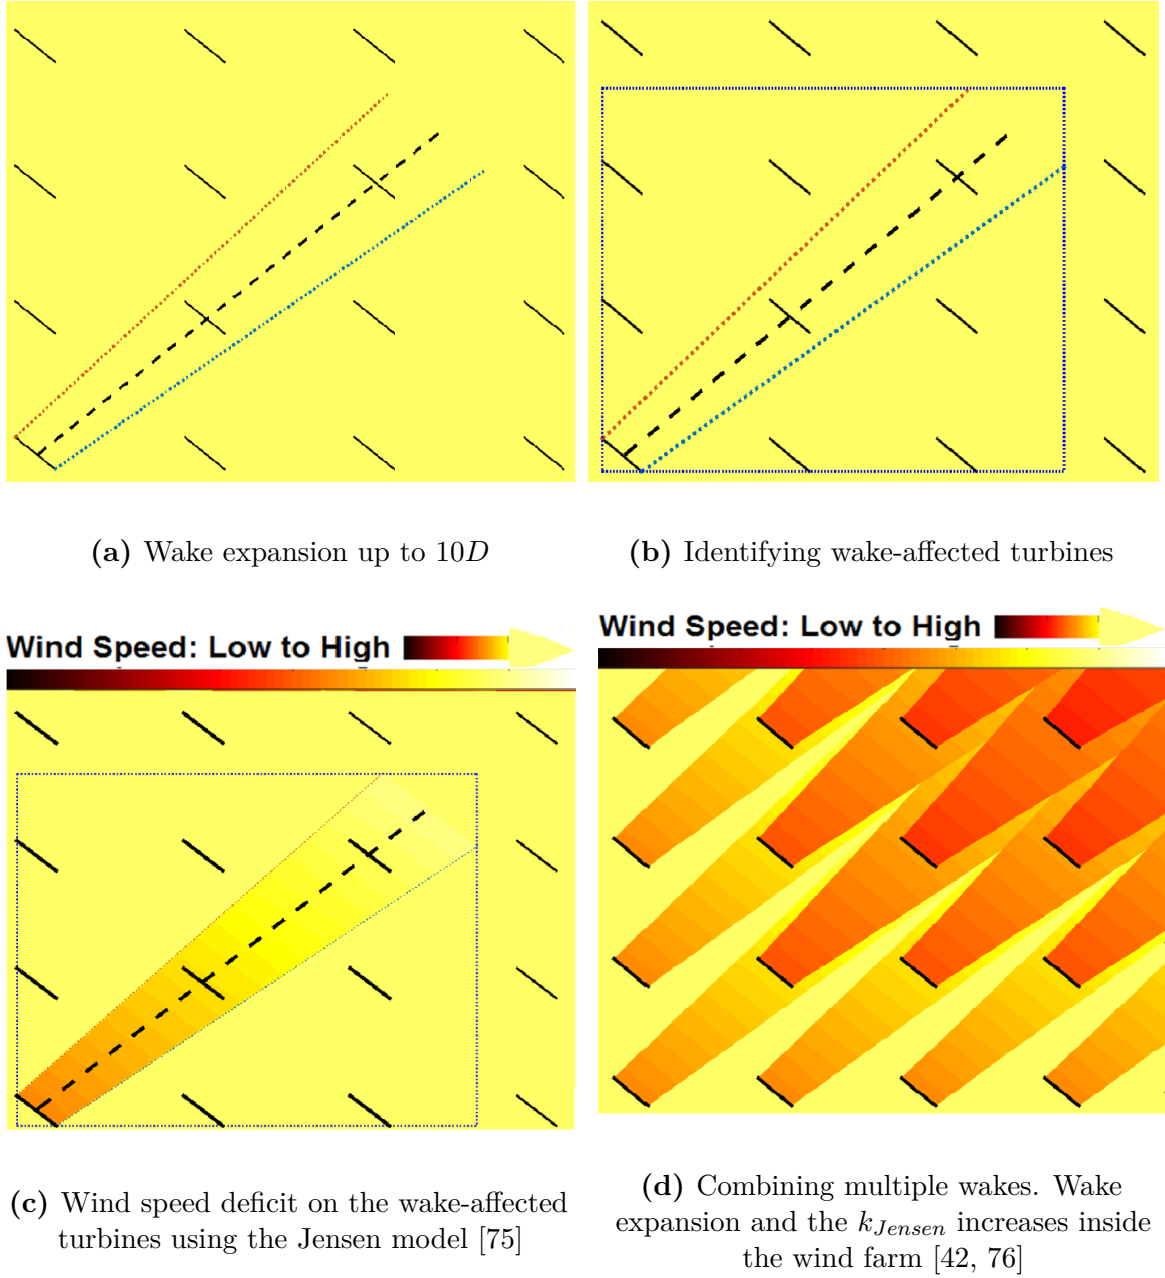 (a) Wake expansion up to 10D
(b) Identifying wake-affected turbines
Wind Speed: Low to High
Wind Speed: Low to High
(c) Wind speed deficit on the wake-affected
turbines using the Jensen model [75]
(d) Combining multiple wakes. Wake
expansion and the k_{Jensen} increases inside
the wind farm [42, 76]